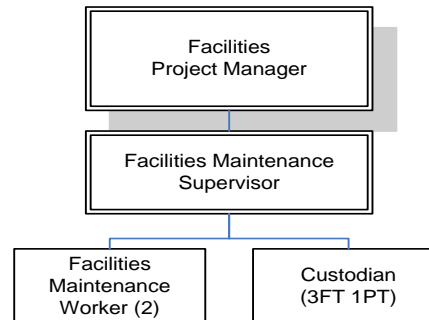 Facilities
Project Manager
Facilities Maintenance
Supervisor
Facilities
Maintenance
Worker (2)
Custodian
(3FT 1PT)